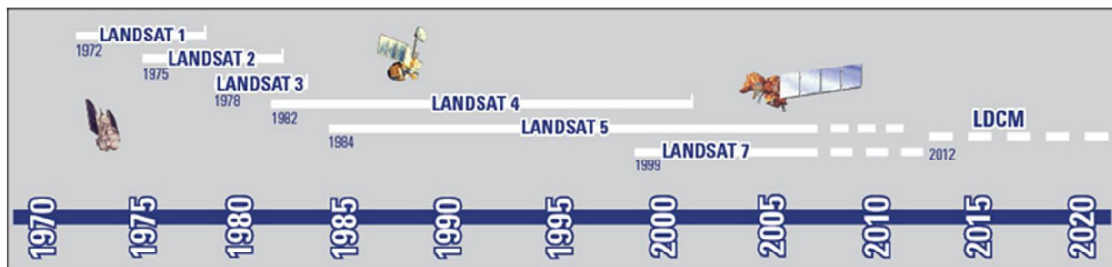 LANDSAT 1
1972
LANDSAT 2
1975
LANDSAT 3
1978
LANDSAT 4
1982
LANDSAT 5
1984
LDCM
LANDSAT 7
1999
2012
1970 1975 1980 1985 1990 1995 2000 2005 2010 2015 2020